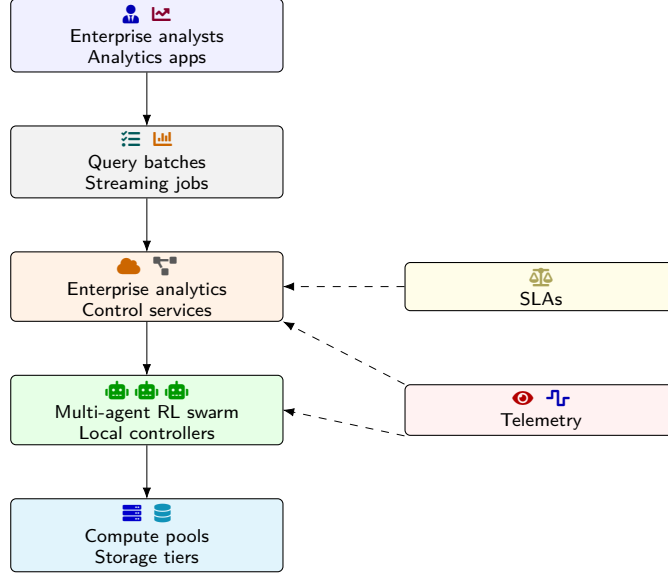 Enterprise analysts
Analytics apps
Query batches
Streaming jobs
Enterprise analytics
Control services
SLAs
Multi-agent RL swarm
Local controllers
Telemetry
Compute pools
Storage tiers